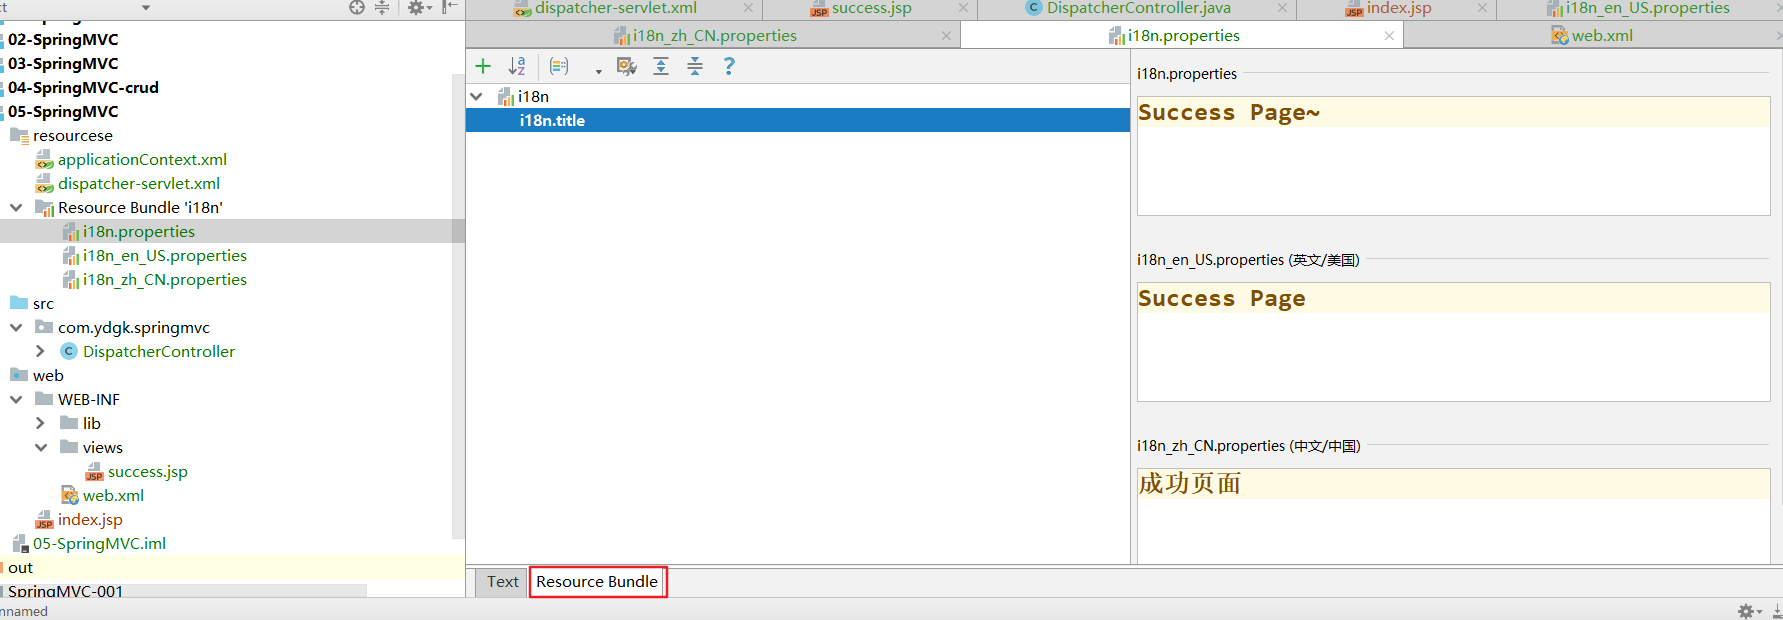 ct
dispatcher-servlet.xml
success.jsp
DispatcherController.java
index.jsp
i18n_en_US.properties
i18n_zh_CN.properties
i18n.properties
web.xml
02-SpringMVC
03-SpringMVC
04-SpringMVC-crud
05-SpringMVC
resourcese
applicationContext.xml
dispatcher-servlet.xml
Resource Bundle 'i18n'
i18n.properties
i18n_en_US.properties
i18n_zh_CN.properties
src
com.ydgk.springmvc
DispatcherController
web
WEB-INF
lib
views
success.jsp
web.xml
index.jsp
05-SpringMVC.iml
out
SpringMVC-001
nnamed
i18n
i18n.title
i18n.properties
Success Page~
i18n_en_US.properties (英文/美国)
Success Page
i18n_zh_CN.properties (中文/中国)
成功页面
Text
Resource Bundle